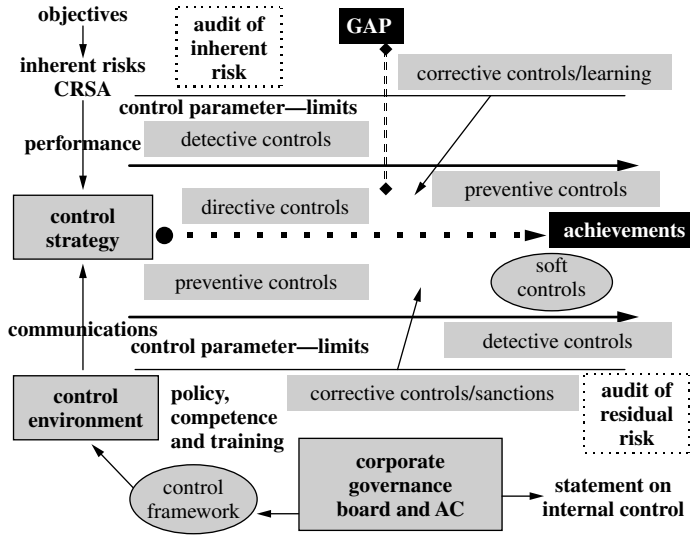 objectives
audit of
inherent
risk
GAP
inherent risks
CRSA
corrective controls/learning
control parameter—limits
performance
detective controls
preventive controls
directive controls
control
strategy
achievements
preventive controls
soft
controls
communications
control parameter—limits
detective controls
control
environment
policy,
competence
and training
corrective controls/sanctions
audit of
residual
risk
control
framework
corporate
governance
board and AC
statement on
internal control